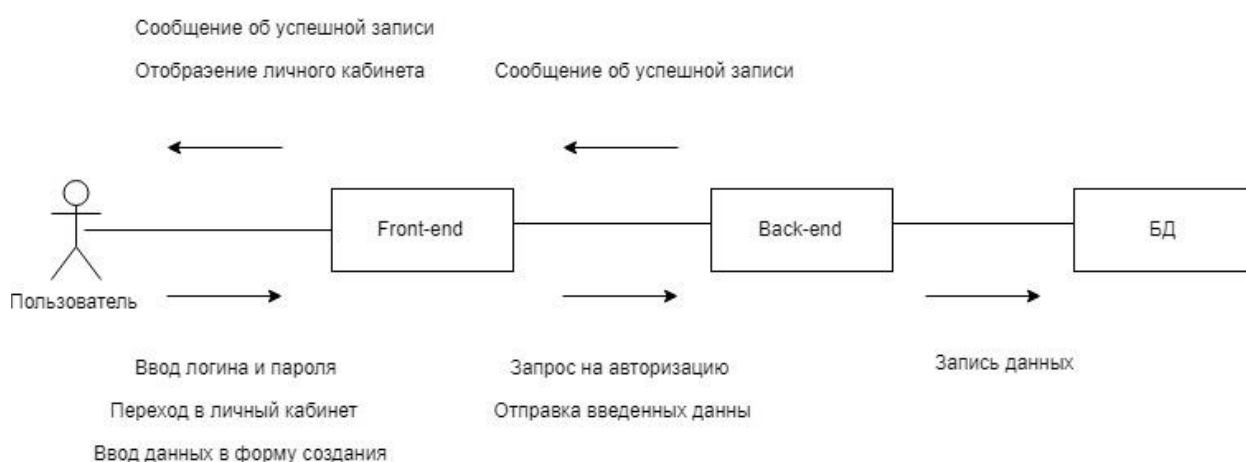 Сообщение об успешной записи
Отобраэение личного кабинета
Сообщение об успешной записи
Front-end
Back-end
БД
Пользователь
Ввод логина и пароля
Переход в личный кабинет
Ввод данных в форму создания
Запрос на авторизацию
Отправка введенных данны
Запись данных